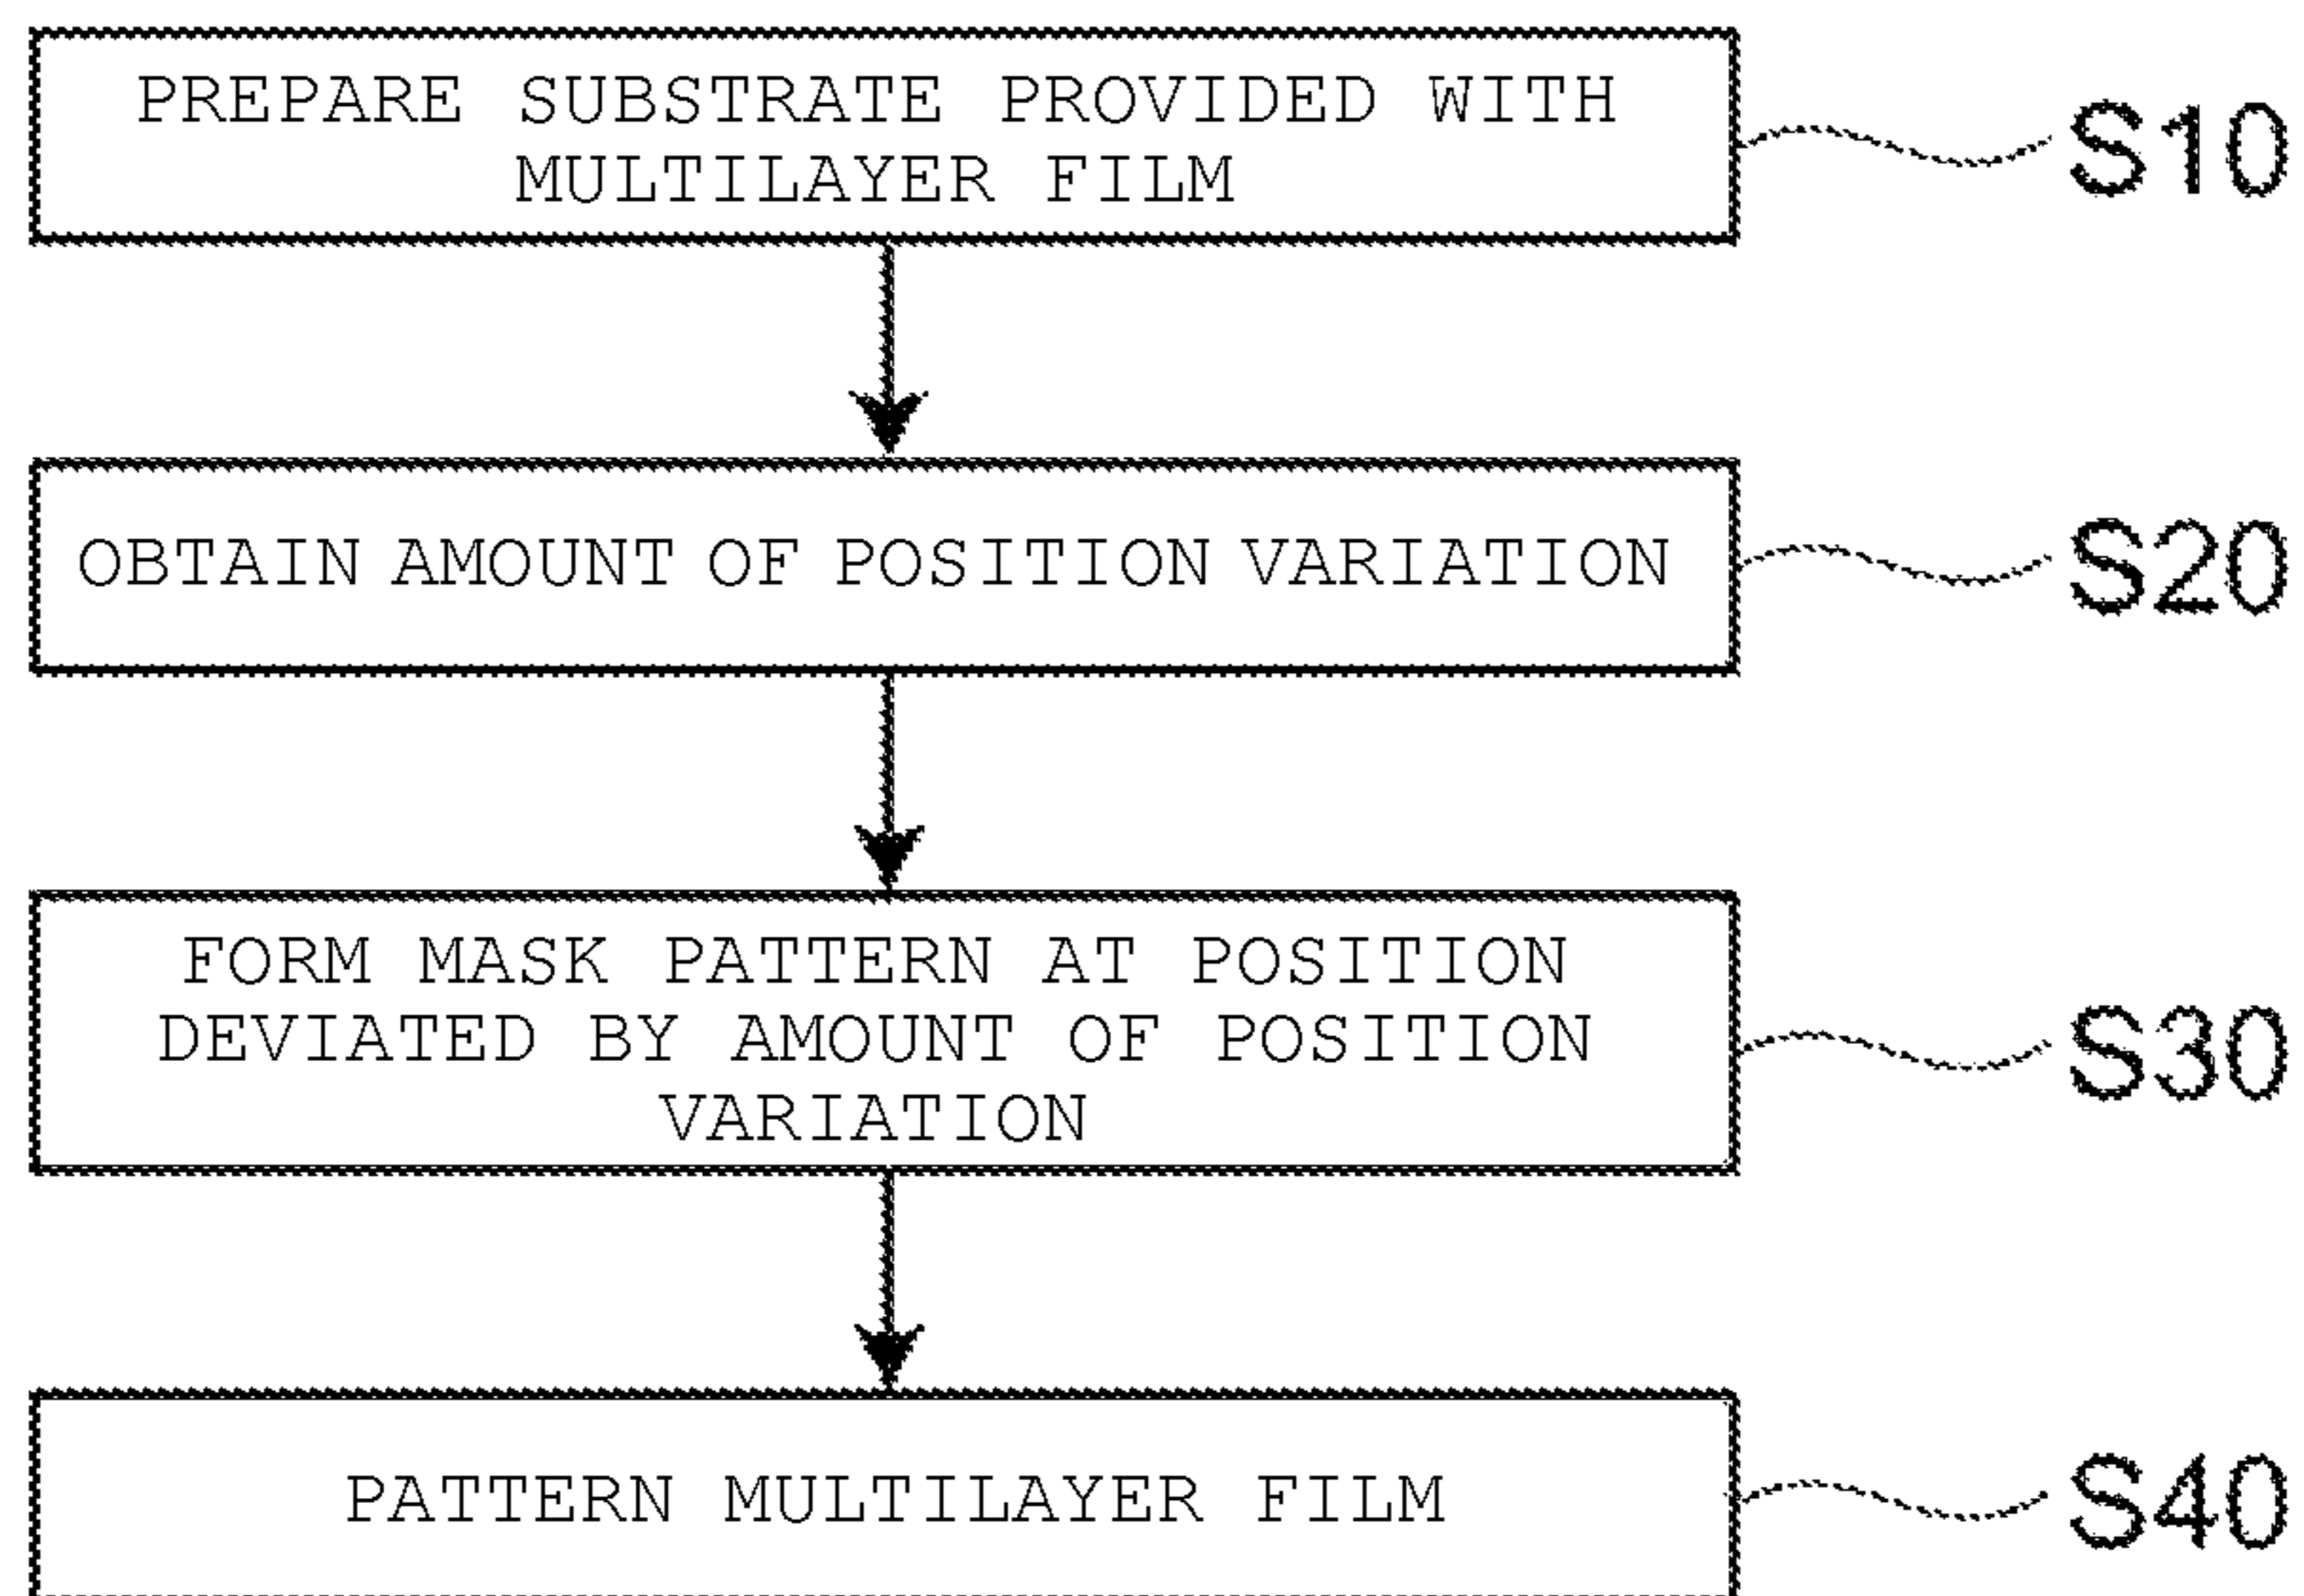 PREPARE SUBSTRATE PROVIDED WITH
MULTILAYER FILM
S10
OBTAIN AMOUNT OF POSITION VARIATION
S20
FORM MASK PATTERN AT POSITION
DEVIATED BY AMOUNT OF POSITION
VARIATION
S30
PATTERN MULTILAYER FILM
S40